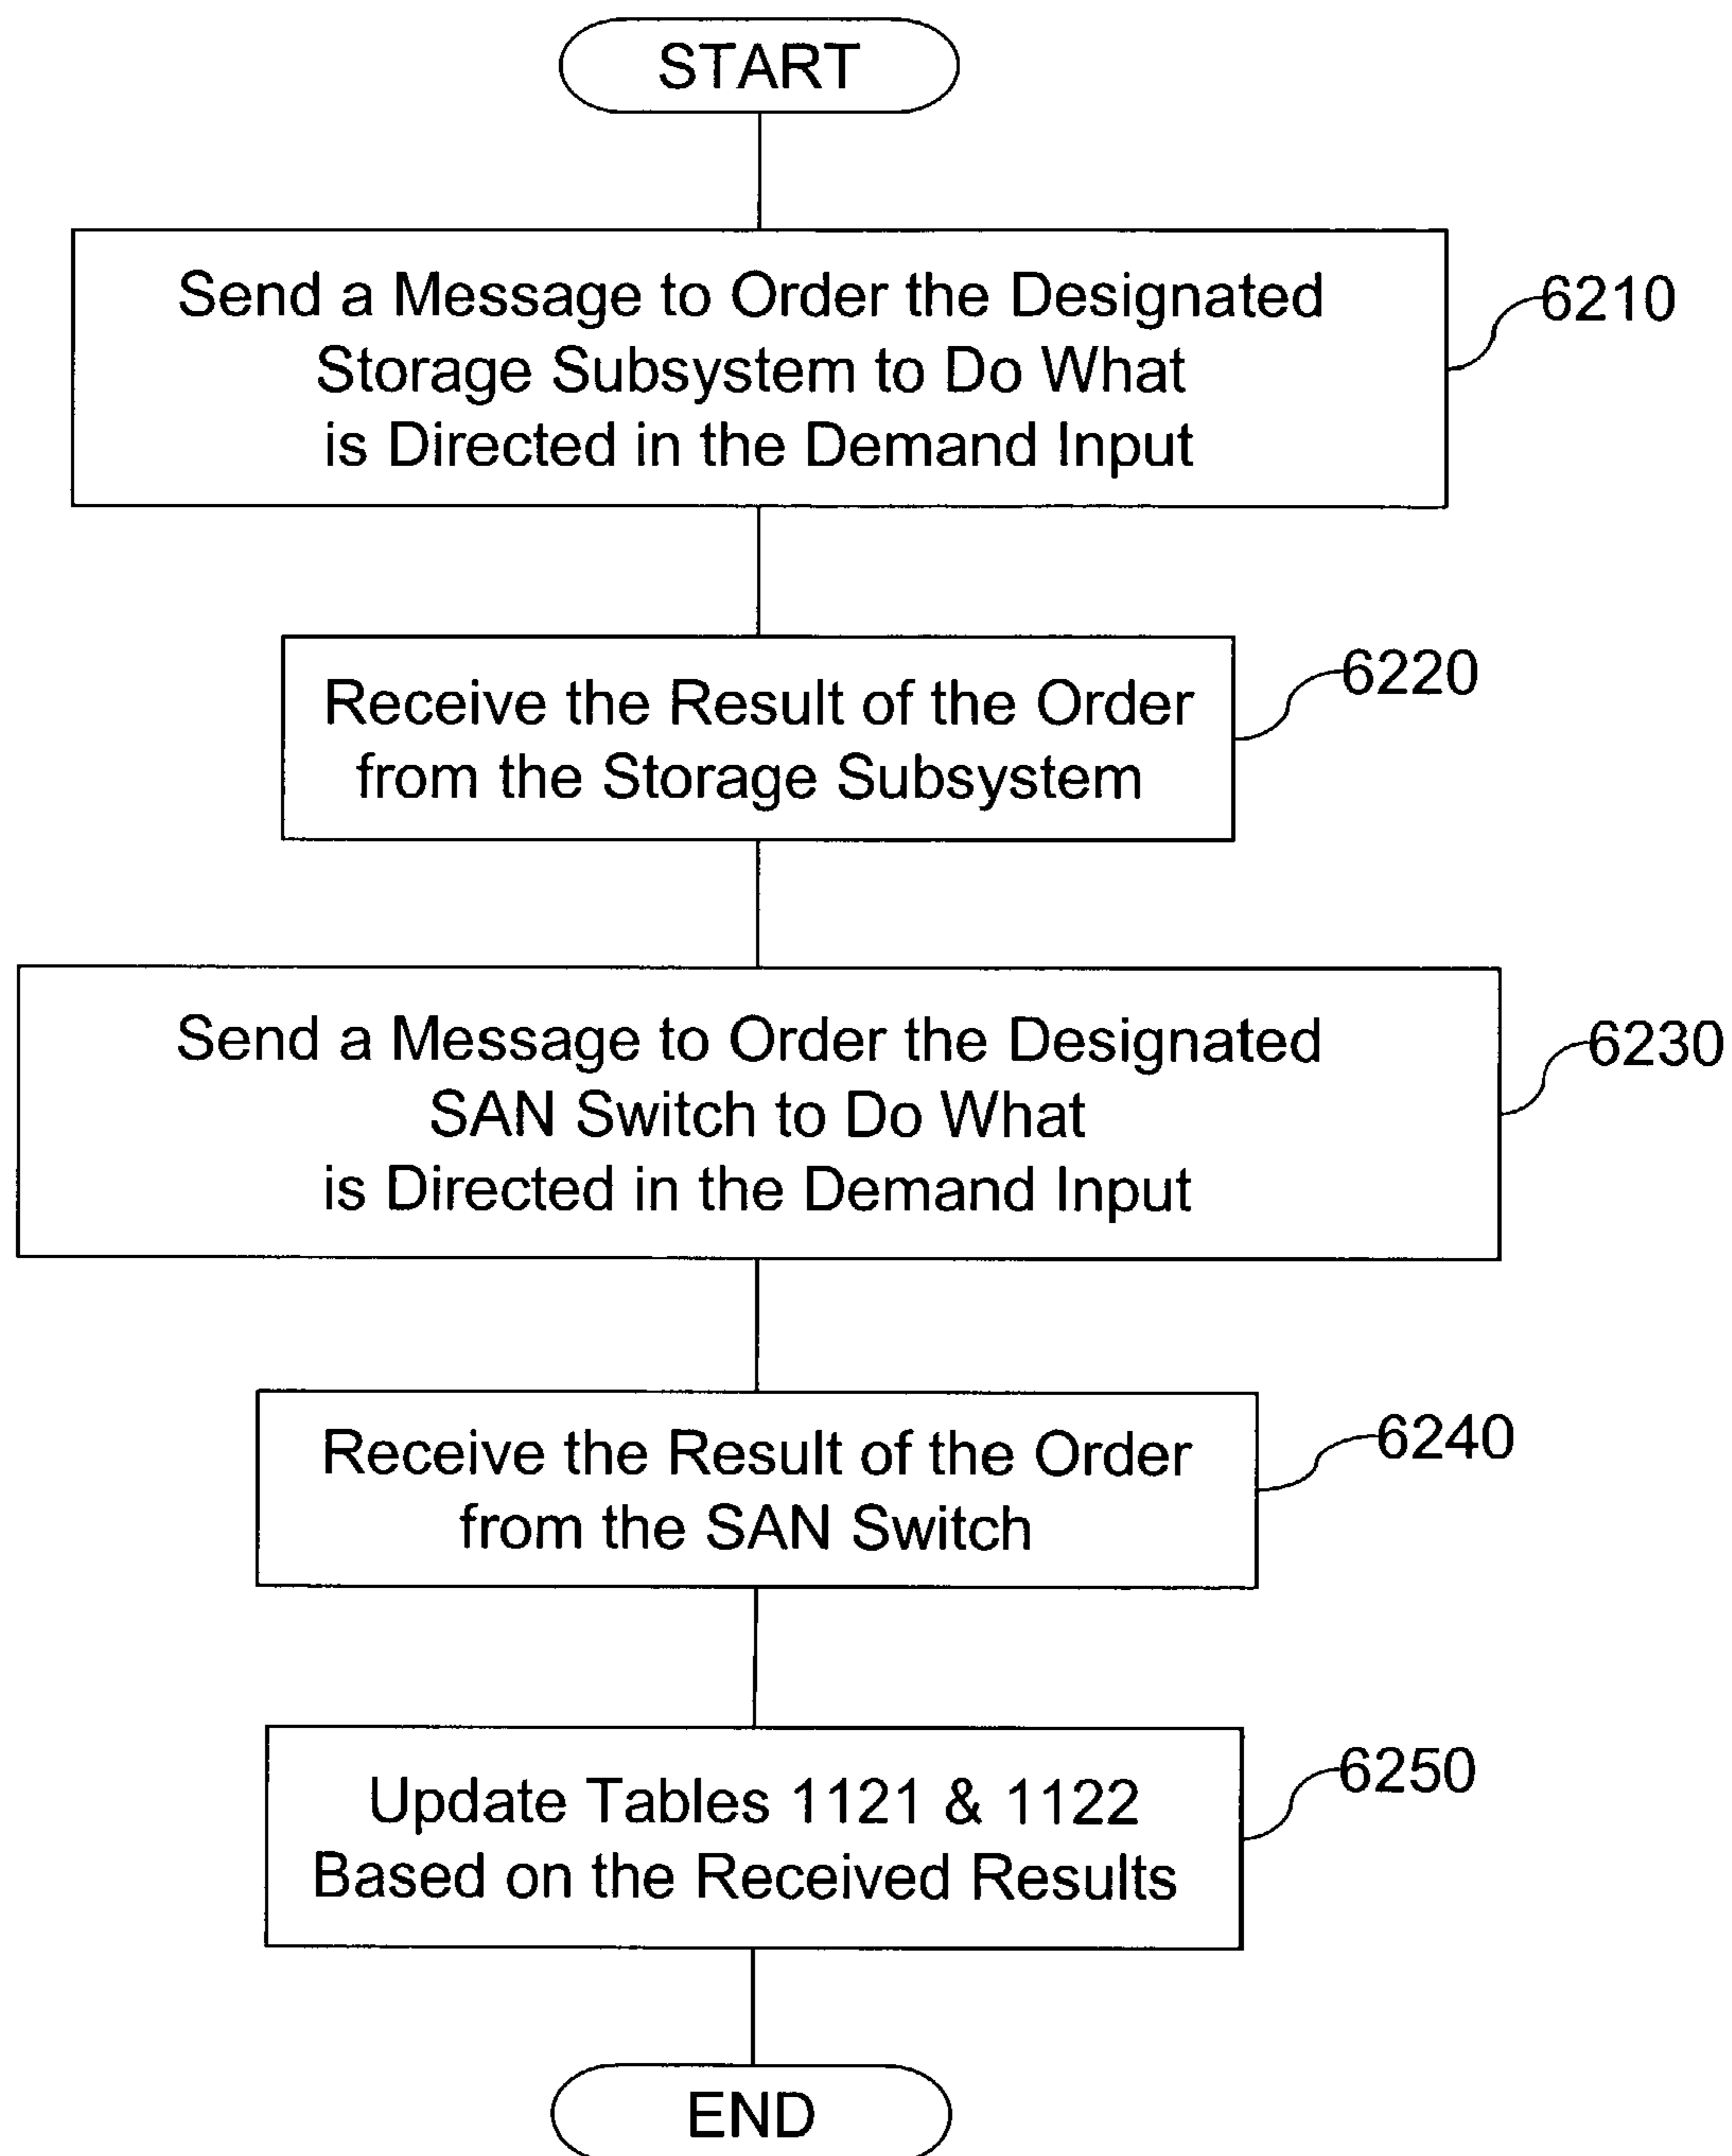 START
Send a Message to Order the Designated
Storage Subsystem to Do What
is Directed in the Demand Input
6210
Receive the Result of the Order
from the Storage Subsystem
6220
Send a Message to Order the Designated
SAN Switch to Do What
is Directed in the Demand Input
6230
Receive the Result of the Order
from the SAN Switch
6240
Update Tables 1121 & 1122
Based on the Received Results
6250
END